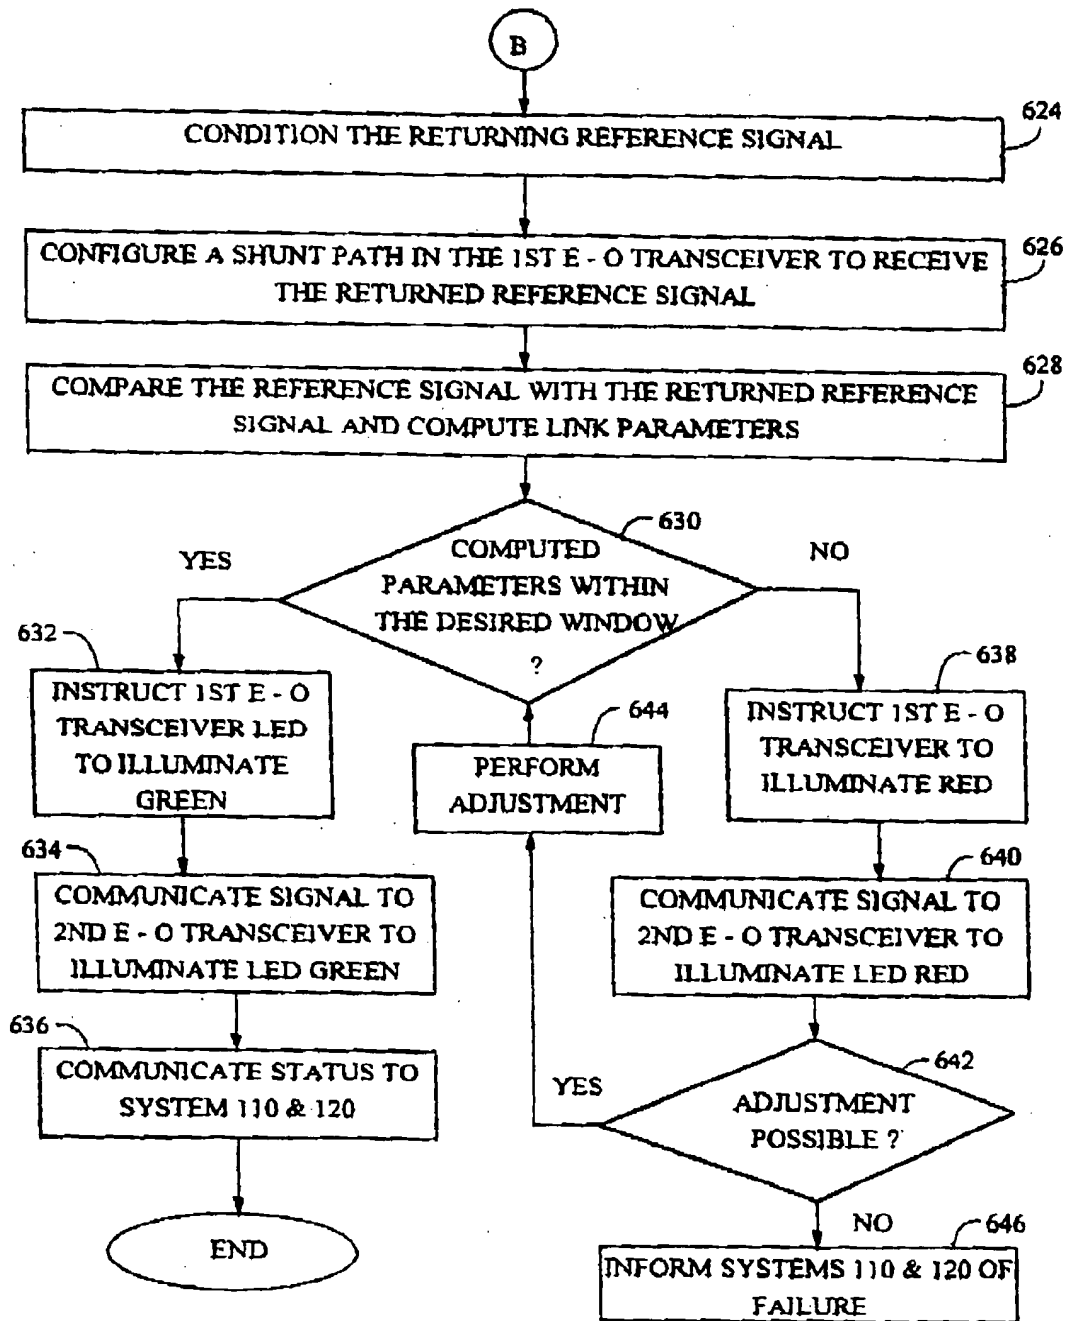 B
624
CONDITION THE RETURNING REFERENCE SIGNAL
626
CONFIGURE A SHUNT PATH IN THE 1ST E - O TRANSCEIVER TO RECEIVE
THE RETURNED REFERENCE SIGNAL
628
COMPARE THE REFERENCE SIGNAL WITH THE RETURNED REFERENCE
SIGNAL AND COMPUTE LINK PARAMETERS
630
YES
NO
COMPUTED
PARAMETERS WITHIN
THE DESIRED WINDOW
?
632
INSTRUCT 1ST E - O
TRANSCEIVER LED
TO ILLUMINATE
GREEN
634
COMMUNICATE SIGNAL TO
2ND E - O TRANSCEIVER TO
ILLUMINATE LED GREEN
636
COMMUNICATE STATUS TO
SYSTEM 110 & 120
END
644
PERFORM
ADJUSTMENT
638
INSTRUCT 1ST E - O
TRANSCEIVER TO
ILLUMINATE RED
640
COMMUNICATE SIGNAL TO
2ND E - O TRANSCEIVER TO
ILLUMINATE LED RED
642
YES
ADJUSTMENT
POSSIBLE ?
NO
646
INFORM SYSTEMS 110 & 120 OF
FAILURE